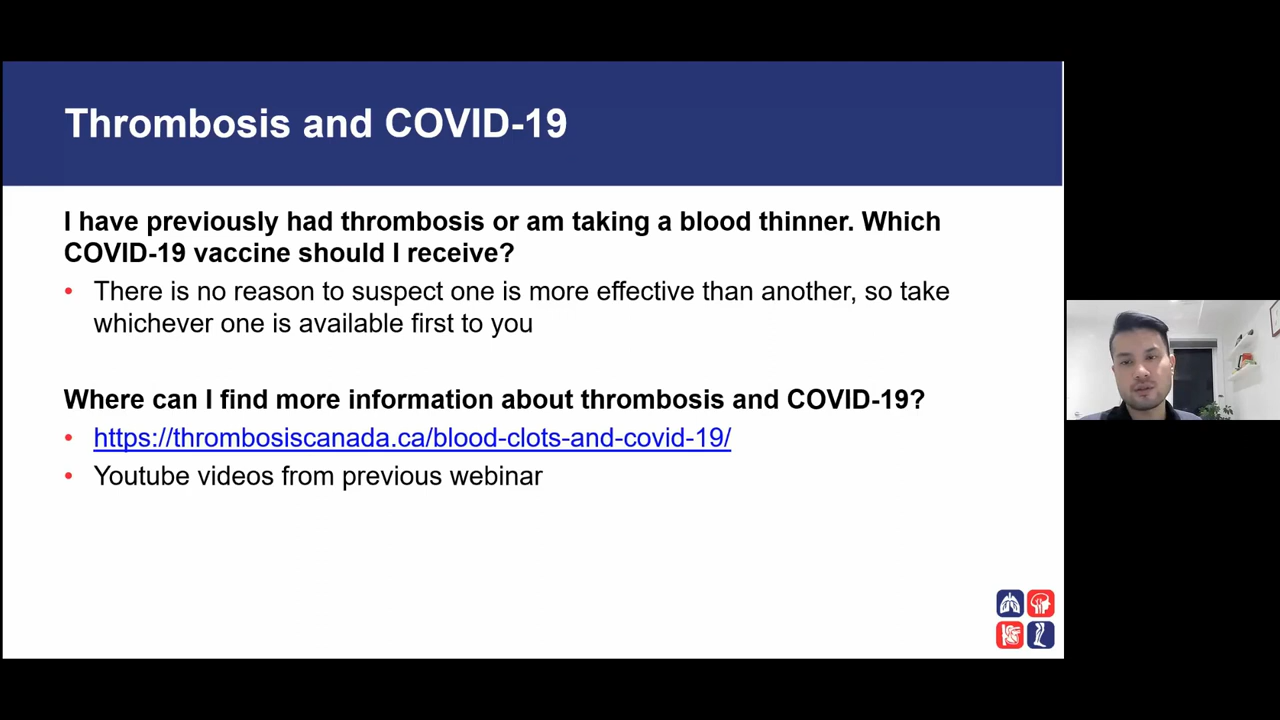 Thrombosis and COVID-19
I have previously had thrombosis or am taking a blood thinner. Which
COVID-19 vaccine should I receive?
• There is no reason to suspect one is more effective than another, so take
whichever one is available first to you
Where can I find more information about thrombosis and COVID-19?
• https://thrombosiscanada.ca/blood-clots-and-covid-19/
• Youtube videos from previous webinar